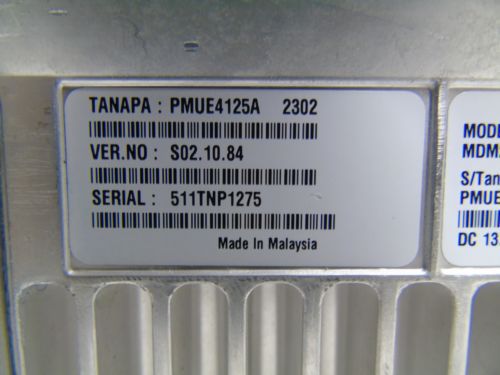 TANAPA : PMUE4125A 2302
VER.NO : S02.10.84
SERIAL : 511TNP1275
Made In Malaysia
MODE
MDM
S/Tan
PMUE
DC 13.